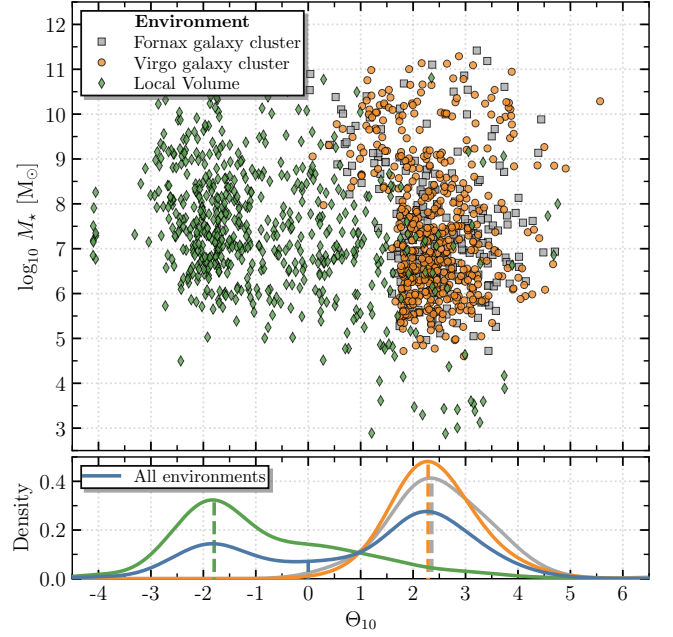 Environment
Fornax galaxy cluster
Virgo galaxy cluster
Local Volume
12
11
10
9
8
7
6
5
4
3
log₁₀ M⋆ [M⊙]
All environments
0.4
0.2
0.0
Density
-4 -3 -2 -1 0 1 2 3 4 5 6
Θ₁₀